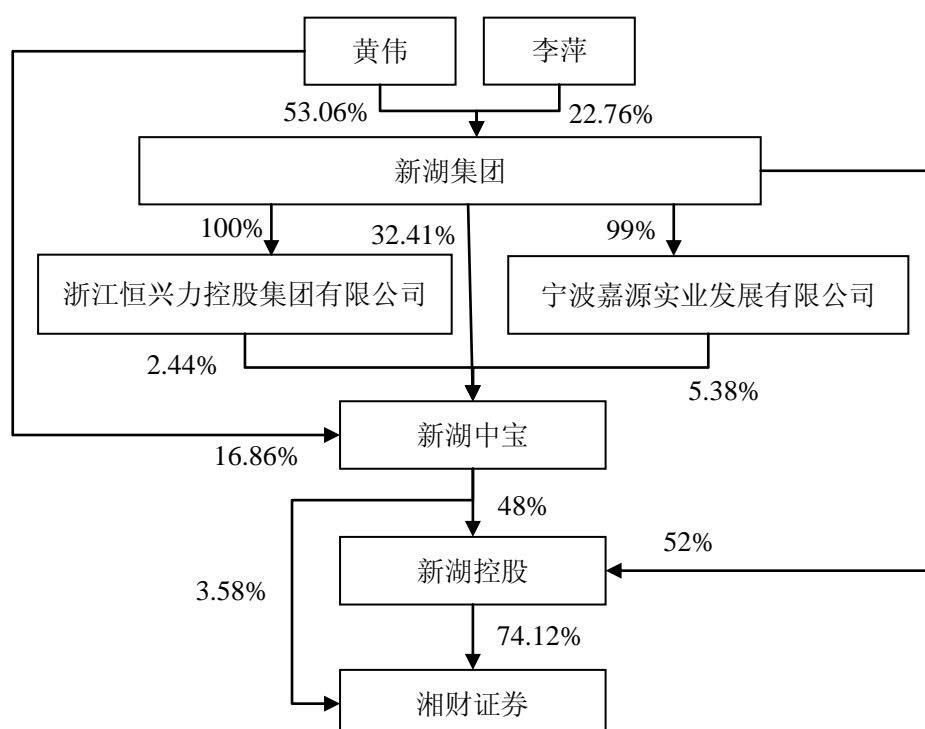 黄伟
李萍
53.06%
22.76%
新湖集团
100%
32.41%
99%
浙江恒兴力控股集团有限公司
宁波嘉源实业发展有限公司
2.44%
5.38%
新湖中宝
16.86%
48%
新湖控股
52%
3.58%
74.12%
湘财证券